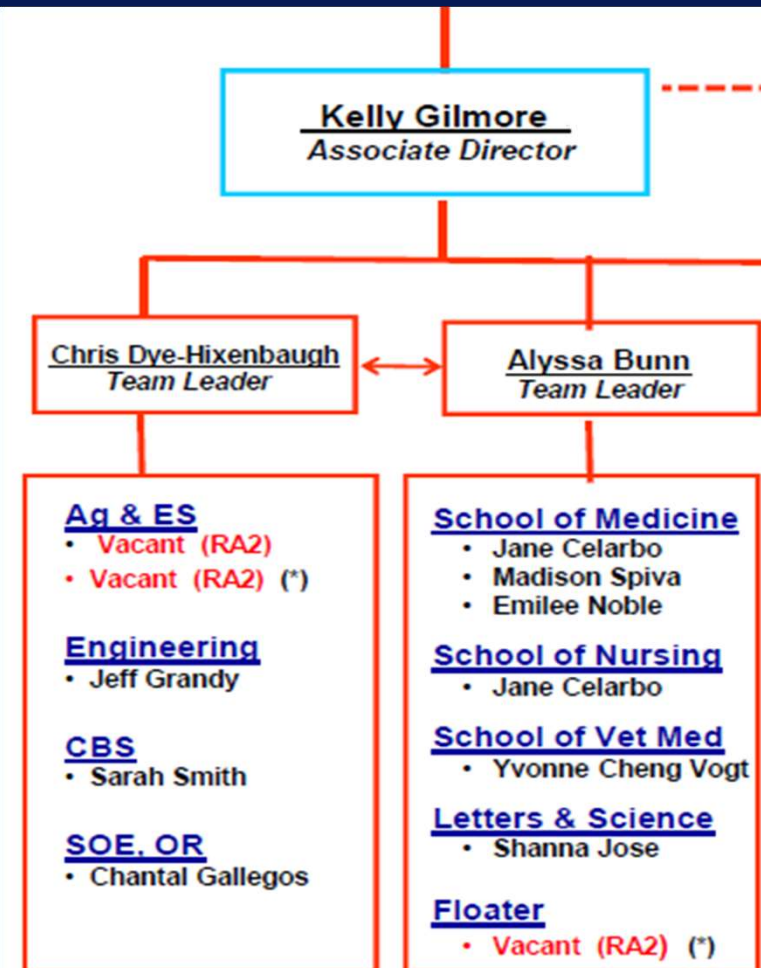 Kelly Gilmore
Associate Director
Chris Dye-Hixenbaugh
Team Leader
Alyssa Bunn
Team Leader
Ag & ES
• Vacant (RA2)
• Vacant (RA2) (*)
Engineering
• Jeff Grandy
CBS
• Sarah Smith
SOE, OR
• Chantal Gallegos
School of Medicine
• Jane Celarbo
• Madison Spiva
• Emilee Noble
School of Nursing
• Jane Celarbo
School of Vet Med
• Yvonne Cheng Vogt
Letters & Science
• Shanna Jose
Floater
• Vacant (RA2) (*)